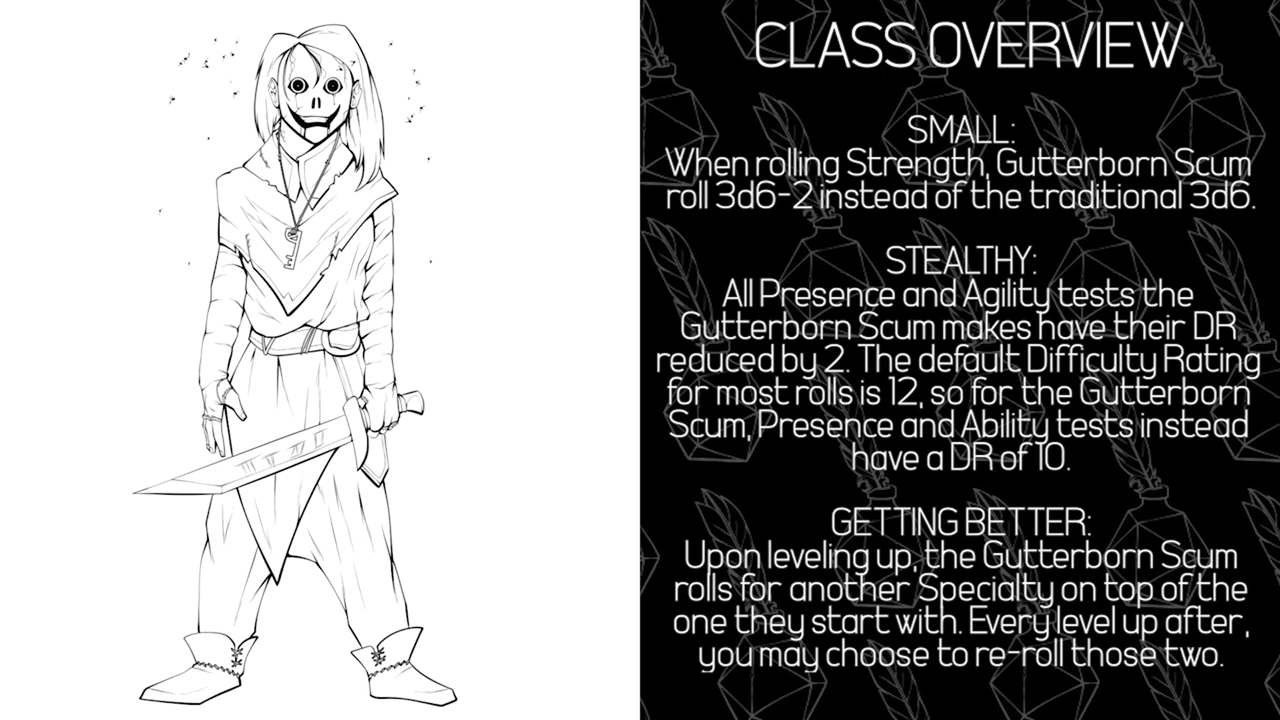 CLASS OVERVIEW
SMALL:
When rolling Strength, Gutterborn Scum
roll 3d6-2 instead of the traditional 3d6.
STEALTHY:
All Presence and Agility tests the
Gutterborn Scum makes have their DR
reduced by 2. The default Difficulty Rating
for most rolls is 12, so for the Gutterborn
Scum, Presence and Ability tests instead
have a DR of 10.
GETTING BETTER:
Upon leveling up, the Gutterborn Scum
rolls for another Specialty on top of the
one they start with. Every level up after,
you may choose to re-roll those two.